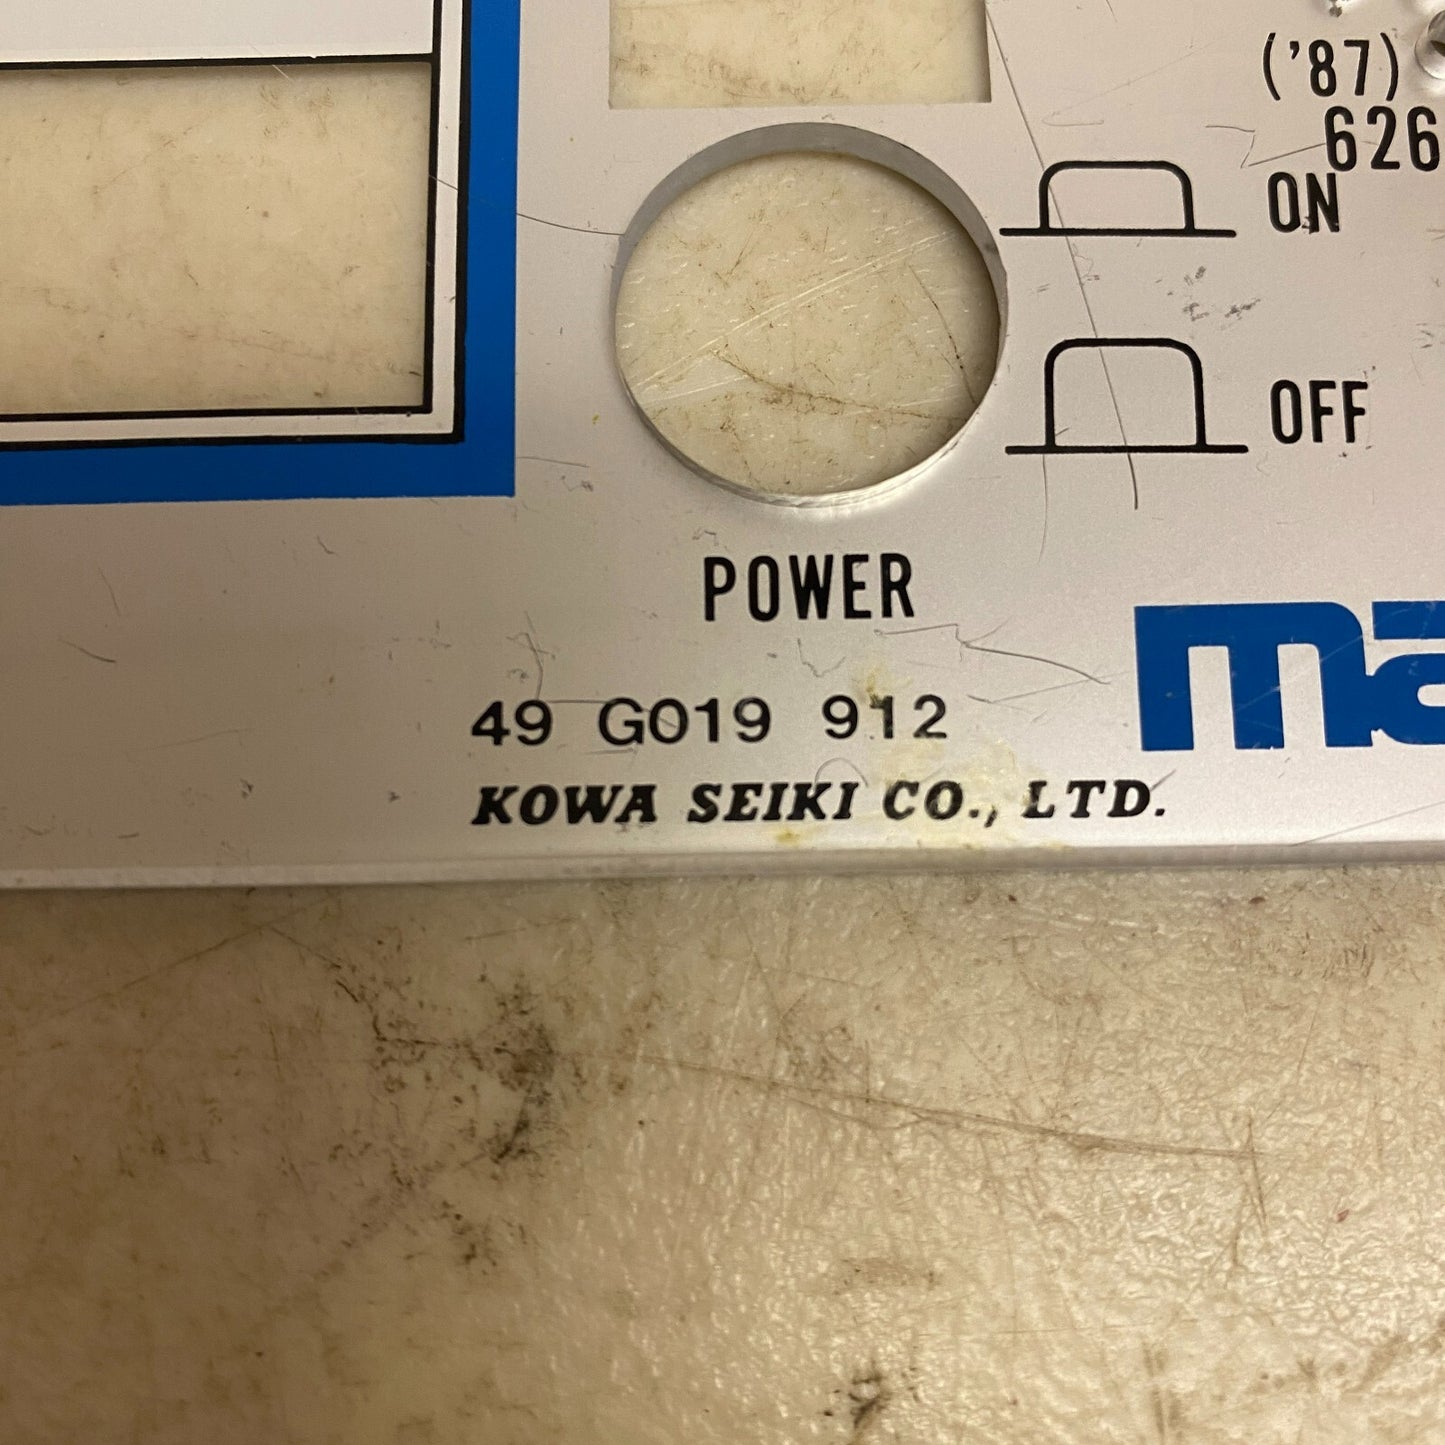 ('87)
626
ON
OFF
POWER
ma
49 G019 912
KOWA SEIKI CO., LTD.